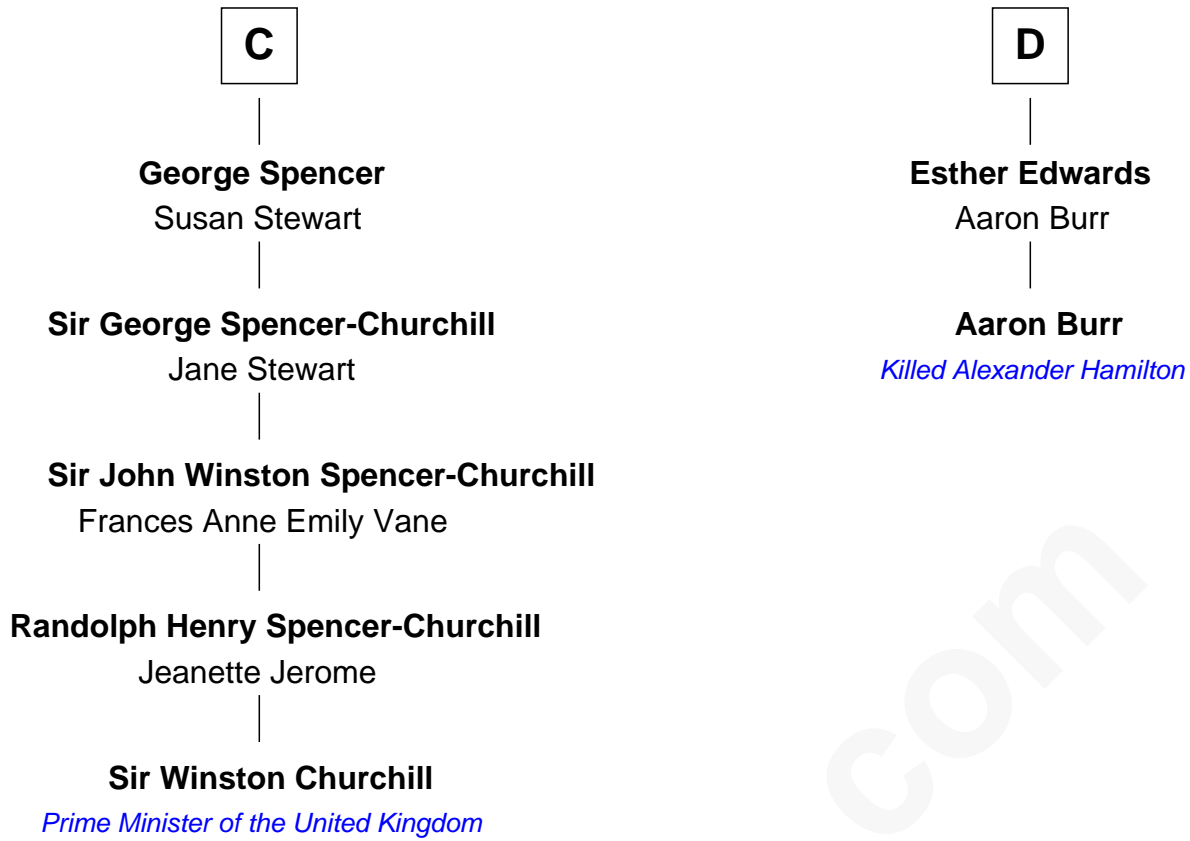 C
George Spencer
Susan Stewart
Sir George Spencer-Churchill
Jane Stewart
Sir John Winston Spencer-Churchill
Frances Anne Emily Vane
Randolph Henry Spencer-Churchill
Jeanette Jerome
Sir Winston Churchill
Prime Minister of the United Kingdom
D
Esther Edwards
Aaron Burr
Aaron Burr
Killed Alexander Hamilton
com